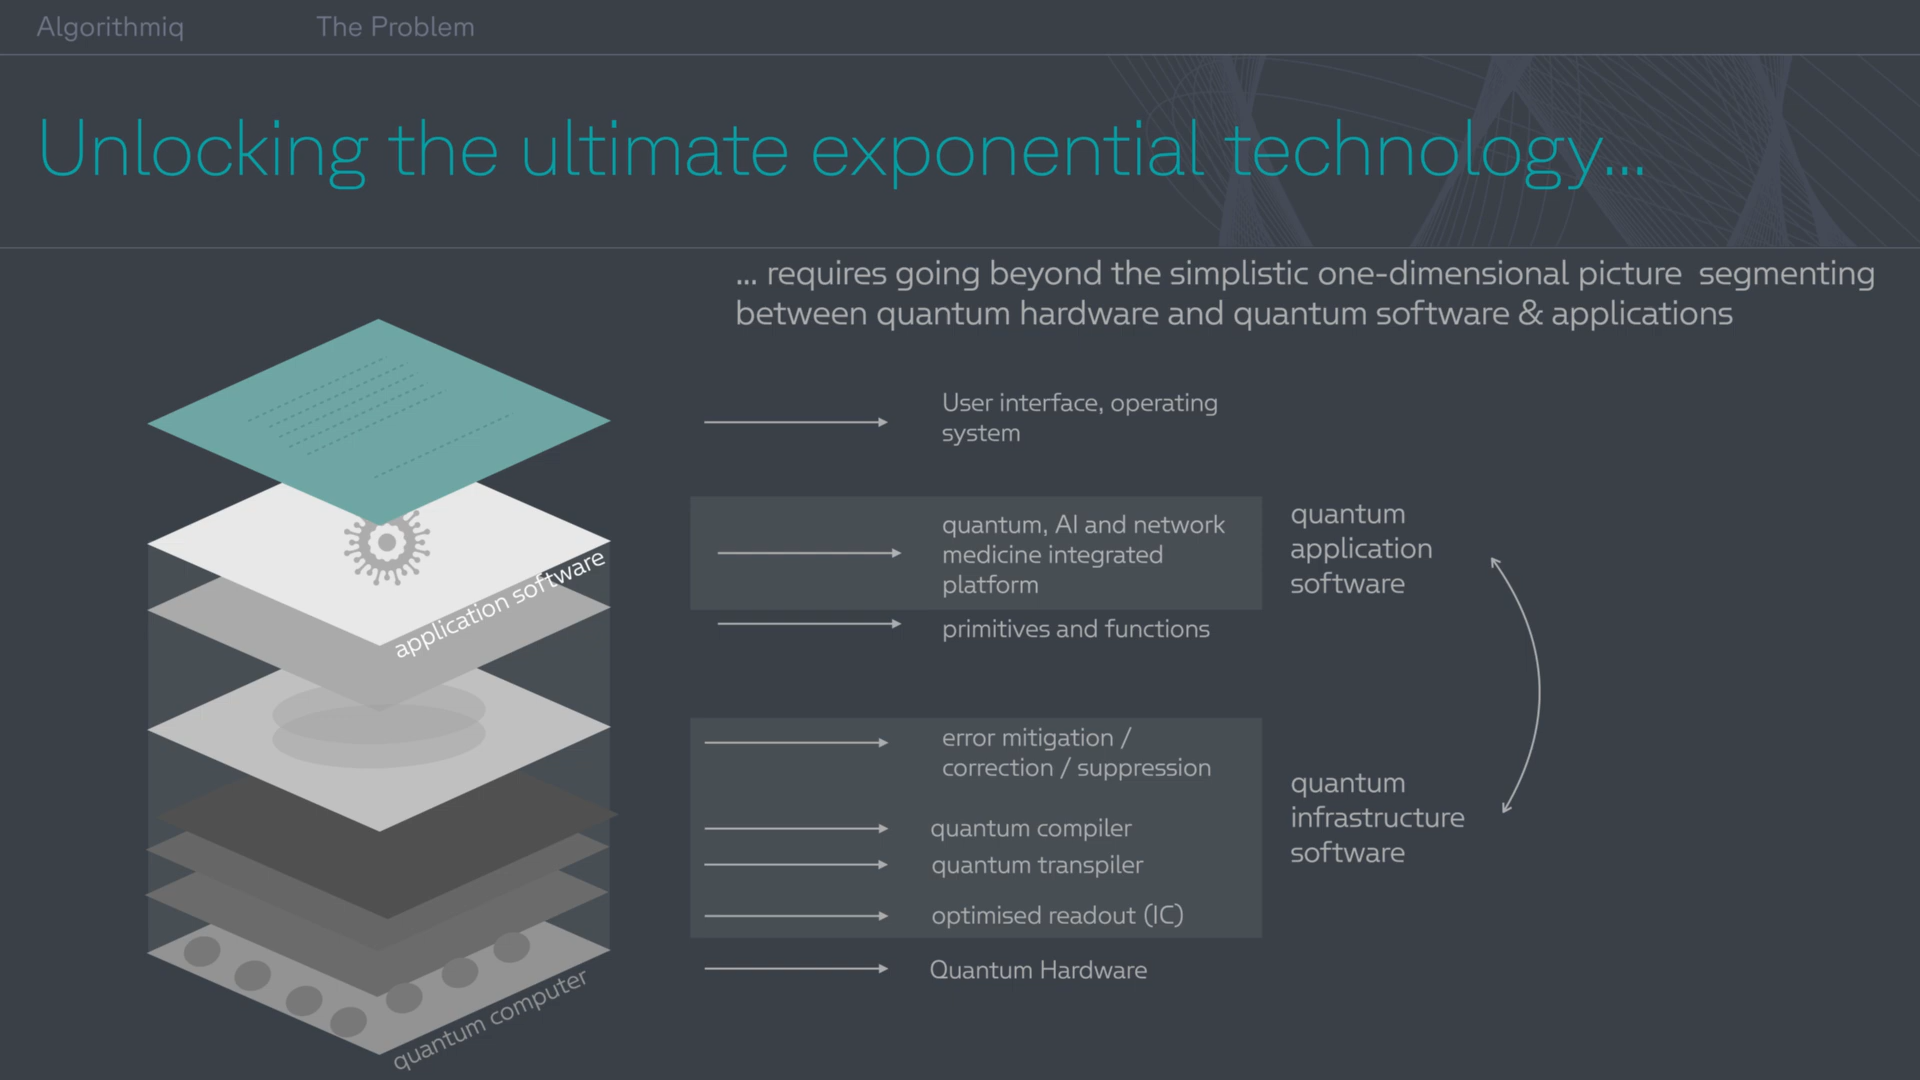 Algorithmiq
The Problem
Unlocking the ultimate exponential technology...
... requires going beyond the simplistic one-dimensional picture segmenting
between quantum hardware and quantum software & applications
User interface, operating
system
quantum, AI and network
medicine integrated
platform
quantum
application
software
application software
primitives and functions
error mitigation /
correction / suppression
quantum compiler
quantum transpiler
optimised readout (IC)
quantum
infrastructure
software
Quantum Hardware
quantum computer